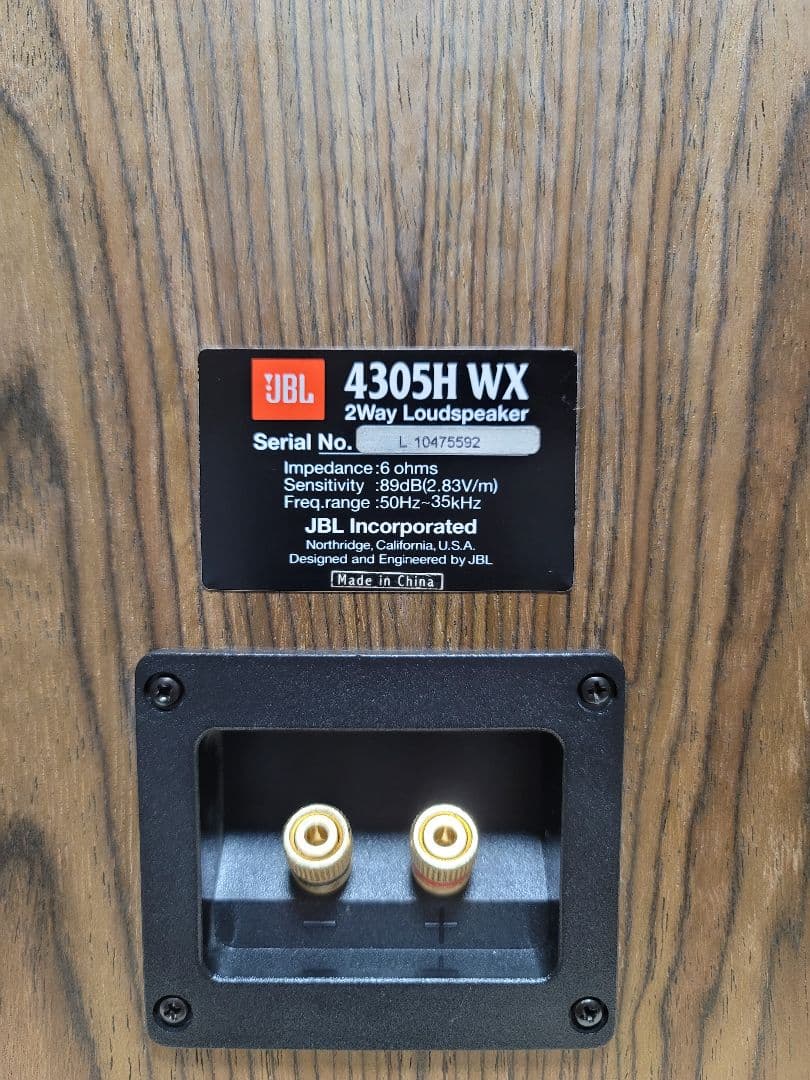 JBL
4305H WX
2Way Loudspeaker
Serial No. L 10475592
Impedance :6 ohms
Sensitivity :89dB(2.83V/m)
Freq.range :50Hz~35kHz
JBL Incorporated
Northridge, California, U.S.A.
Designed and Engineered by JBL
Made in China
− +